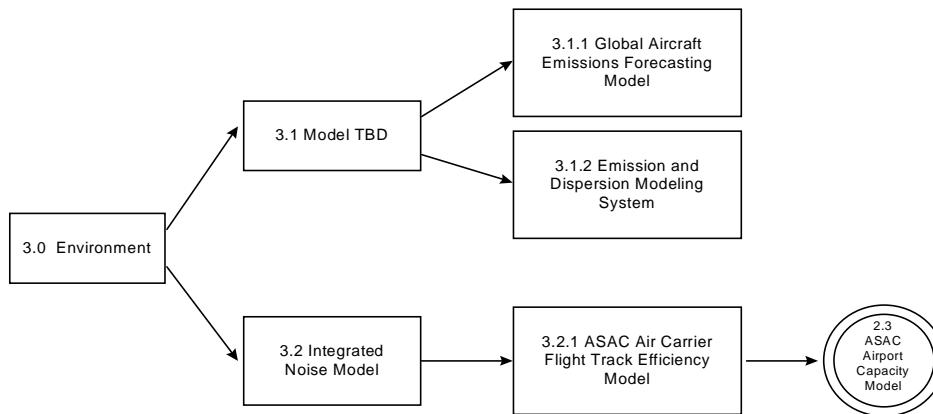 3.1.1 Global Aircraft
Emissions Forecasting
Model
3.1 Model TBD
3.1.2 Emission and
Dispersion Modeling
System
3.0 Environment
3.2 Integrated
Noise Model
3.2.1 ASAC Air Carrier
Flight Track Efficiency
Model
2.3
ASAC
Airport
Capacity
Model